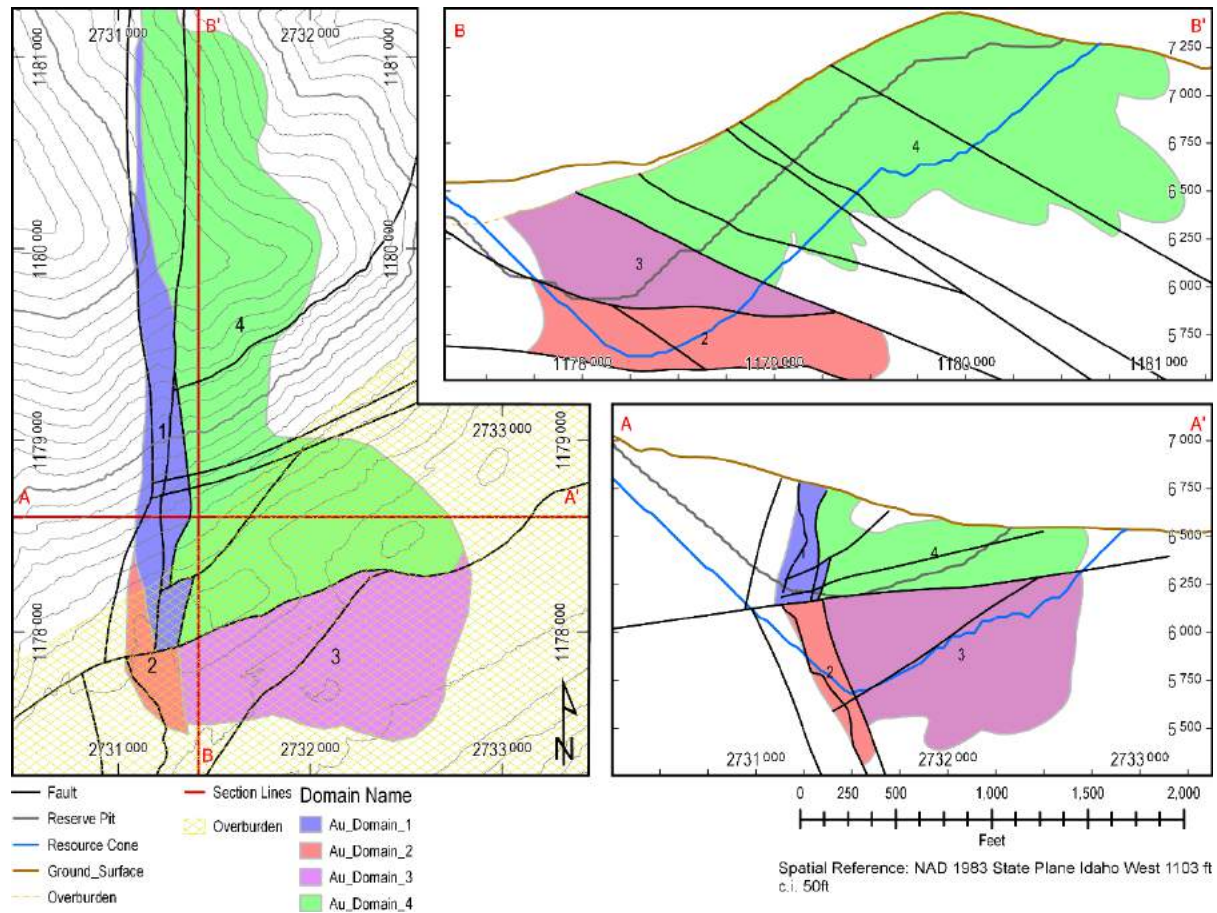 B'
2731 000
2732 000
1181 000
1181 000
1180 000
1180 000
4
1
1179 000
2733 000
1179 000
A
A'
1178 000
1178 000
2
3
2731 000
2732 000
2733 000
B
N
B
B'
7 250
7 000
6 750
6 500
6 250
6 000
5 750
4
3
2
1178 000
1179 000
1180 000
1181 000
A
A'
7 000
6 750
6 500
6 250
6 000
5 750
5 500
1
4
2
3
2731 000
2732 000
2733 000
Fault
Reserve Pit
Resource Cone
Ground_Surface
Overburden
Section Lines
Overburden
Domain Name
Au_Domain_1
Au_Domain_2
Au_Domain_3
Au_Domain_4
0 250 500 1,000 1,500 2,000
Feet
Spatial Reference: NAD 1983 State Plane Idaho West 1103 ft
c.i. 50ft